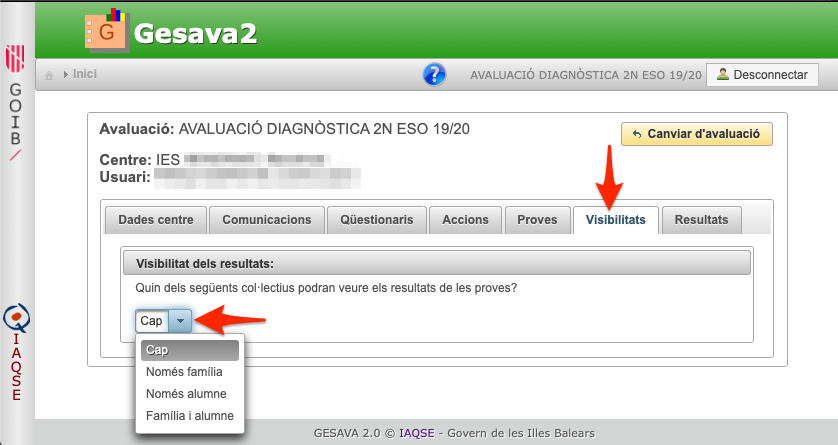 G
Gesava2
GOIB
Inici
?
AVALUACIÓ DIAGNÒSTICA 2N ESO 19/20
Desconnectar
Avaluació: AVALUACIÓ DIAGNÒSTICA 2N ESO 19/20
Canviar d'avaluació
Centre: IES
Usuari:
Dades centre
Comunicacions
Qüestionaris
Accions
Proves
Visibilitats
Resultats
Visibilitat dels resultats:
Quin dels següents col·lectius podran veure els resultats de les proves?
Cap
Cap
Només família
Només alumne
Família i alumne
IAQSE
GESAVA 2.0 © IAQSE - Govern de les Illes Balears